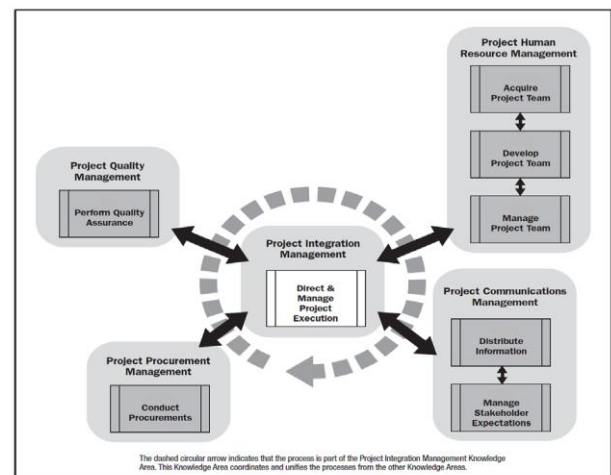 Project Human
Resource Management
Acquire
Project Team
Develop
Project Team
Manage
Project Team
Project Quality
Management
Perform Quality
Assurance
Project Integration
Management
Direct &
Manage
Project
Execution
Project Communications
Management
Distribute
Information
Manage
Stakeholder
Expectations
Project Procurement
Management
Conduct
Procurements
The dashed circular arrow indicates that the process is part of the Project Integration Management Knowledge
Area. This Knowledge Area coordinates and unifies the processes from the other Knowledge Areas.